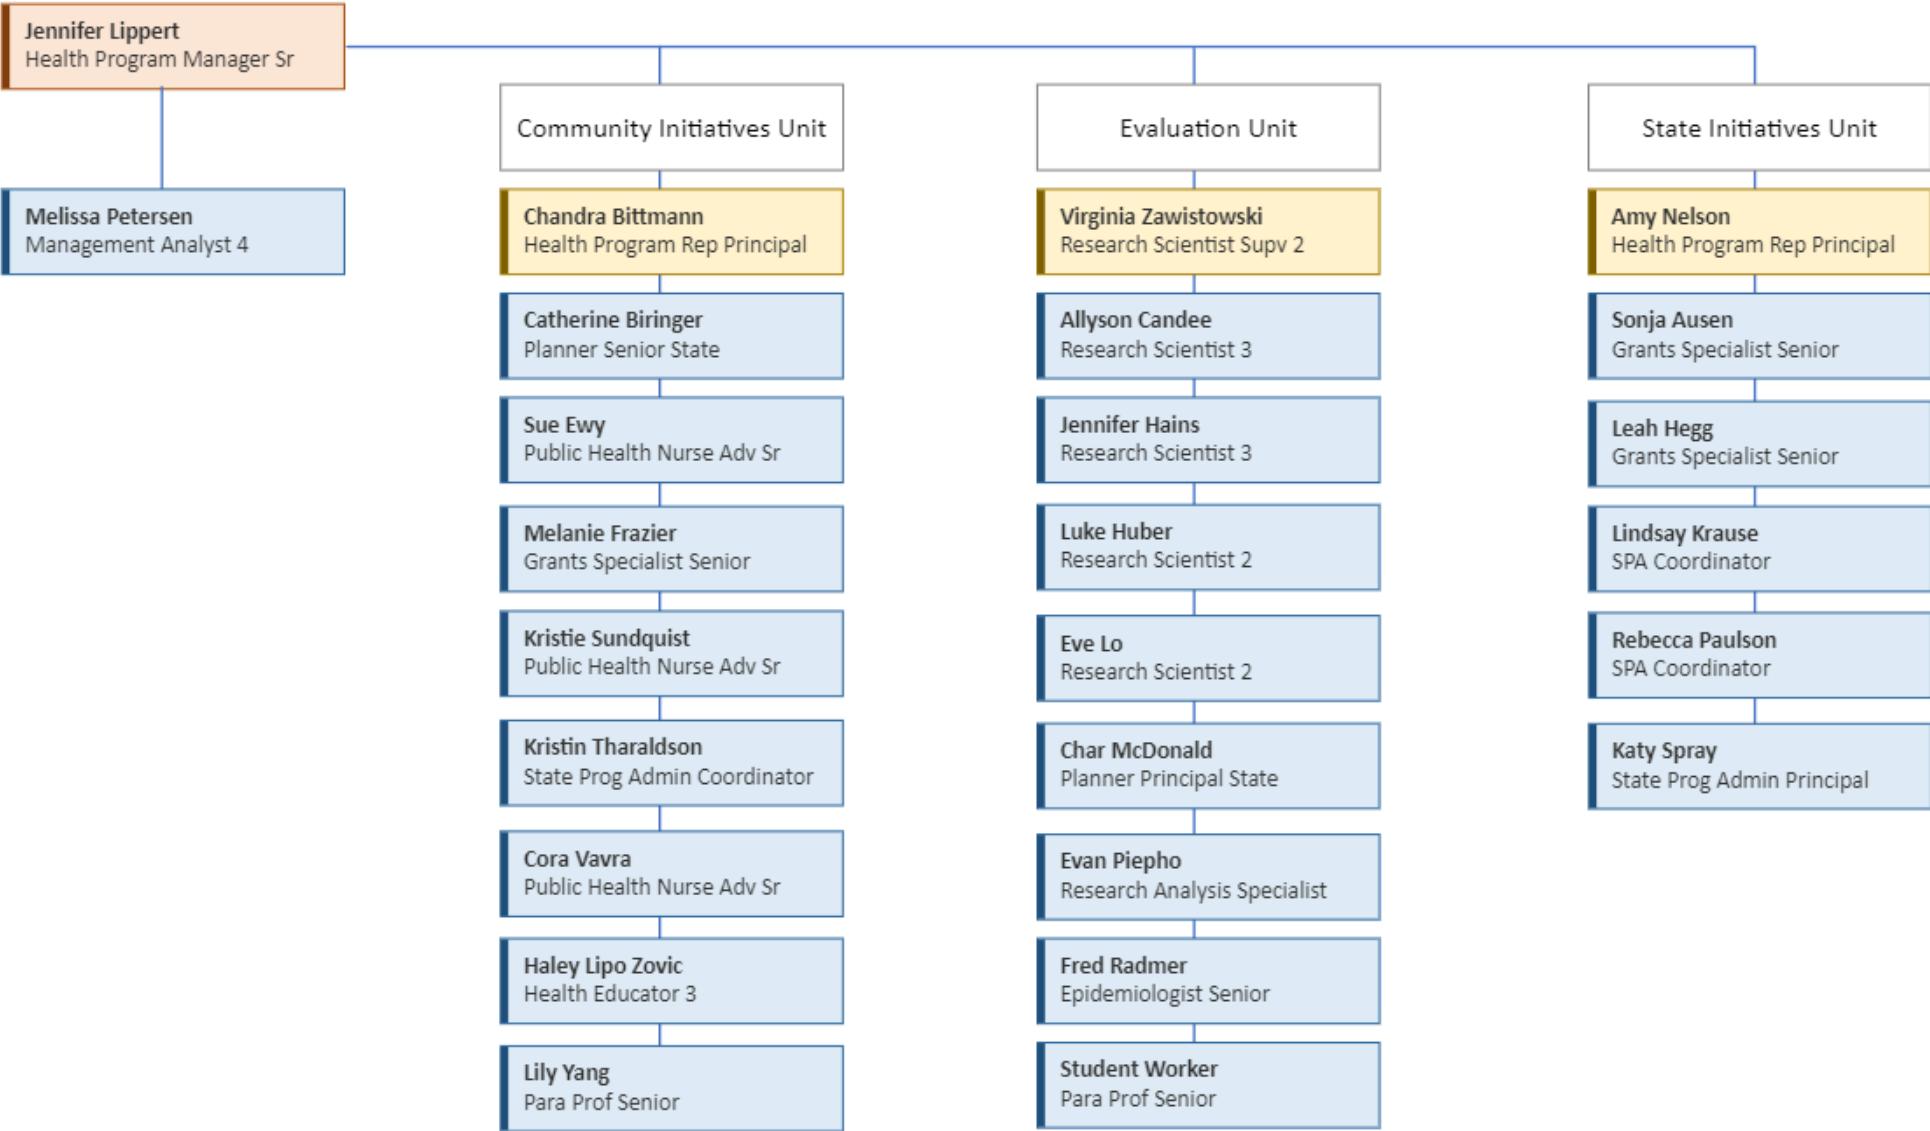 Jennifer Lippert
Health Program Manager Sr
Melissa Petersen
Management Analyst 4
Community Initiatives Unit
Chandra Bittmann
Health Program Rep Principal
Catherine Biringer
Planner Senior State
Sue Ewy
Public Health Nurse Adv Sr
Melanie Frazier
Grants Specialist Senior
Kristie Sundquist
Public Health Nurse Adv Sr
Kristin Tharaldson
State Prog Admin Coordinator
Cora Vavra
Public Health Nurse Adv Sr
Haley Lipo Zovic
Health Educator 3
Lily Yang
Para Prof Senior
Evaluation Unit
Virginia Zawistowski
Research Scientist Supv 2
Allyson Candee
Research Scientist 3
Jennifer Hains
Research Scientist 3
Luke Huber
Research Scientist 2
Eve Lo
Research Scientist 2
Char McDonald
Planner Principal State
Evan Piepho
Research Analysis Specialist
Fred Radmer
Epidemiologist Senior
Student Worker
Para Prof Senior
State Initiatives Unit
Amy Nelson
Health Program Rep Principal
Sonja Ausen
Grants Specialist Senior
Leah Hegg
Grants Specialist Senior
Lindsay Krause
SPA Coordinator
Rebecca Paulson
SPA Coordinator
Katy Spray
State Prog Admin Principal